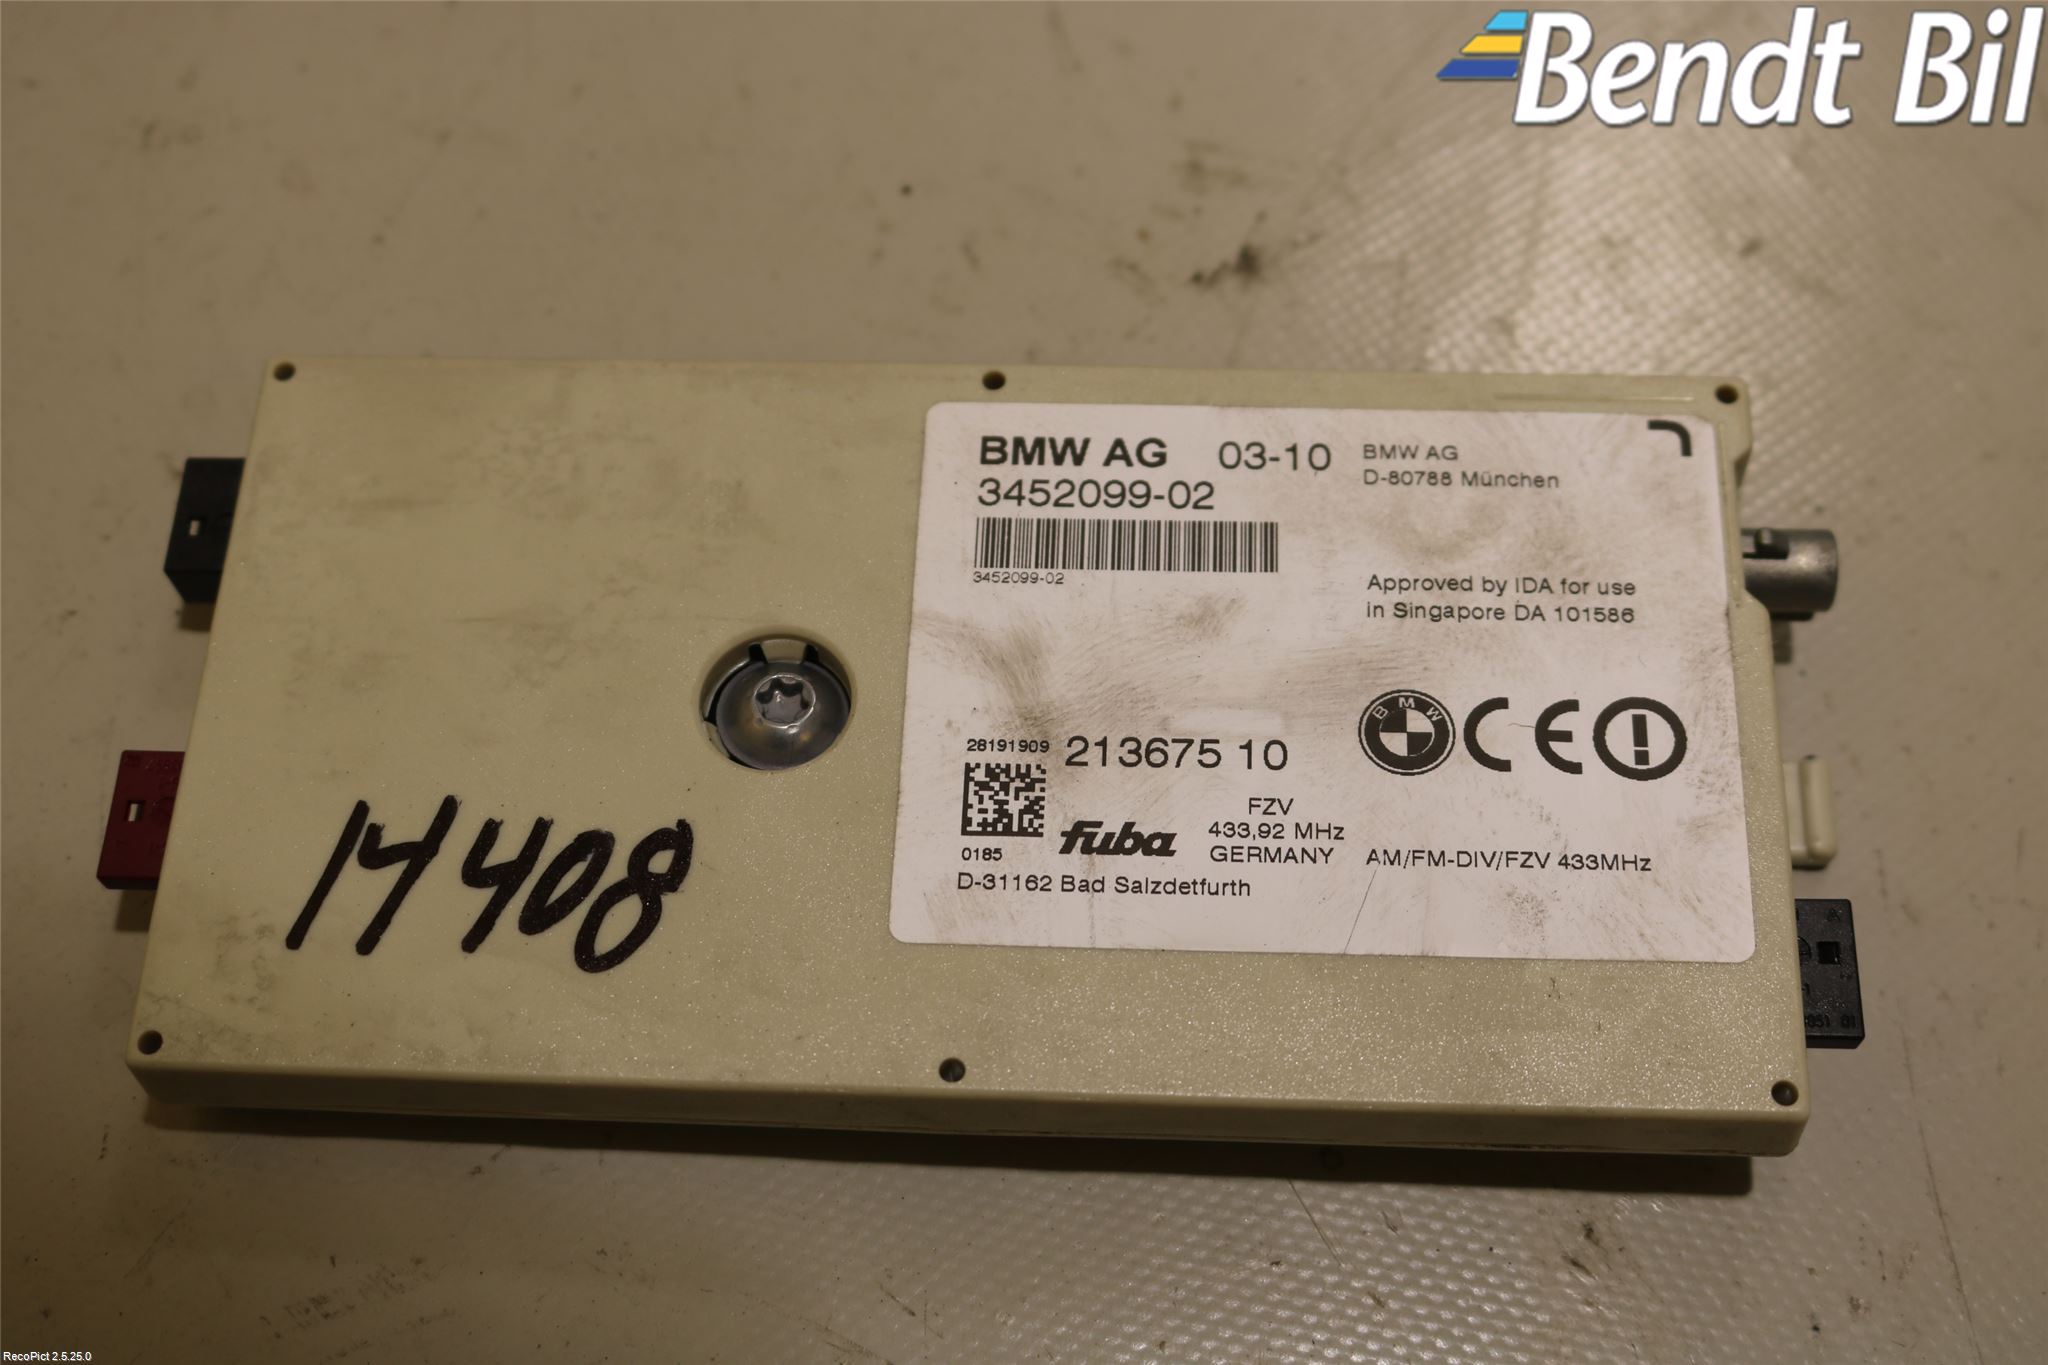 Bendt Bil
BMW AG 03-10
3452099-02
3452099-02
BMW AG
D-80788 München
Approved by IDA for use
in Singapore DA 101586
BMW
CE
28191909 213675 10
0185
fuba
FZV
433,92 MHz
GERMANY
AM/FM-DIV/FZV 433MHz
D-31162 Bad Salzdetfurth
14408
A
RecoPict 2.5.25.0